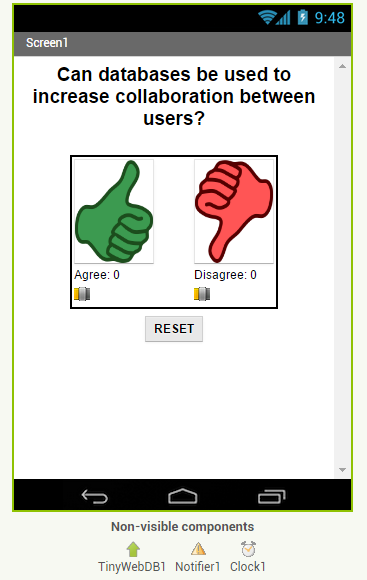 9:48
Screen1
Can databases be used to
increase collaboration between
users?
Agree: 0 Disagree: 0
RESET
Non-visible components
TinyWebDB1 Notifier1 Clock1